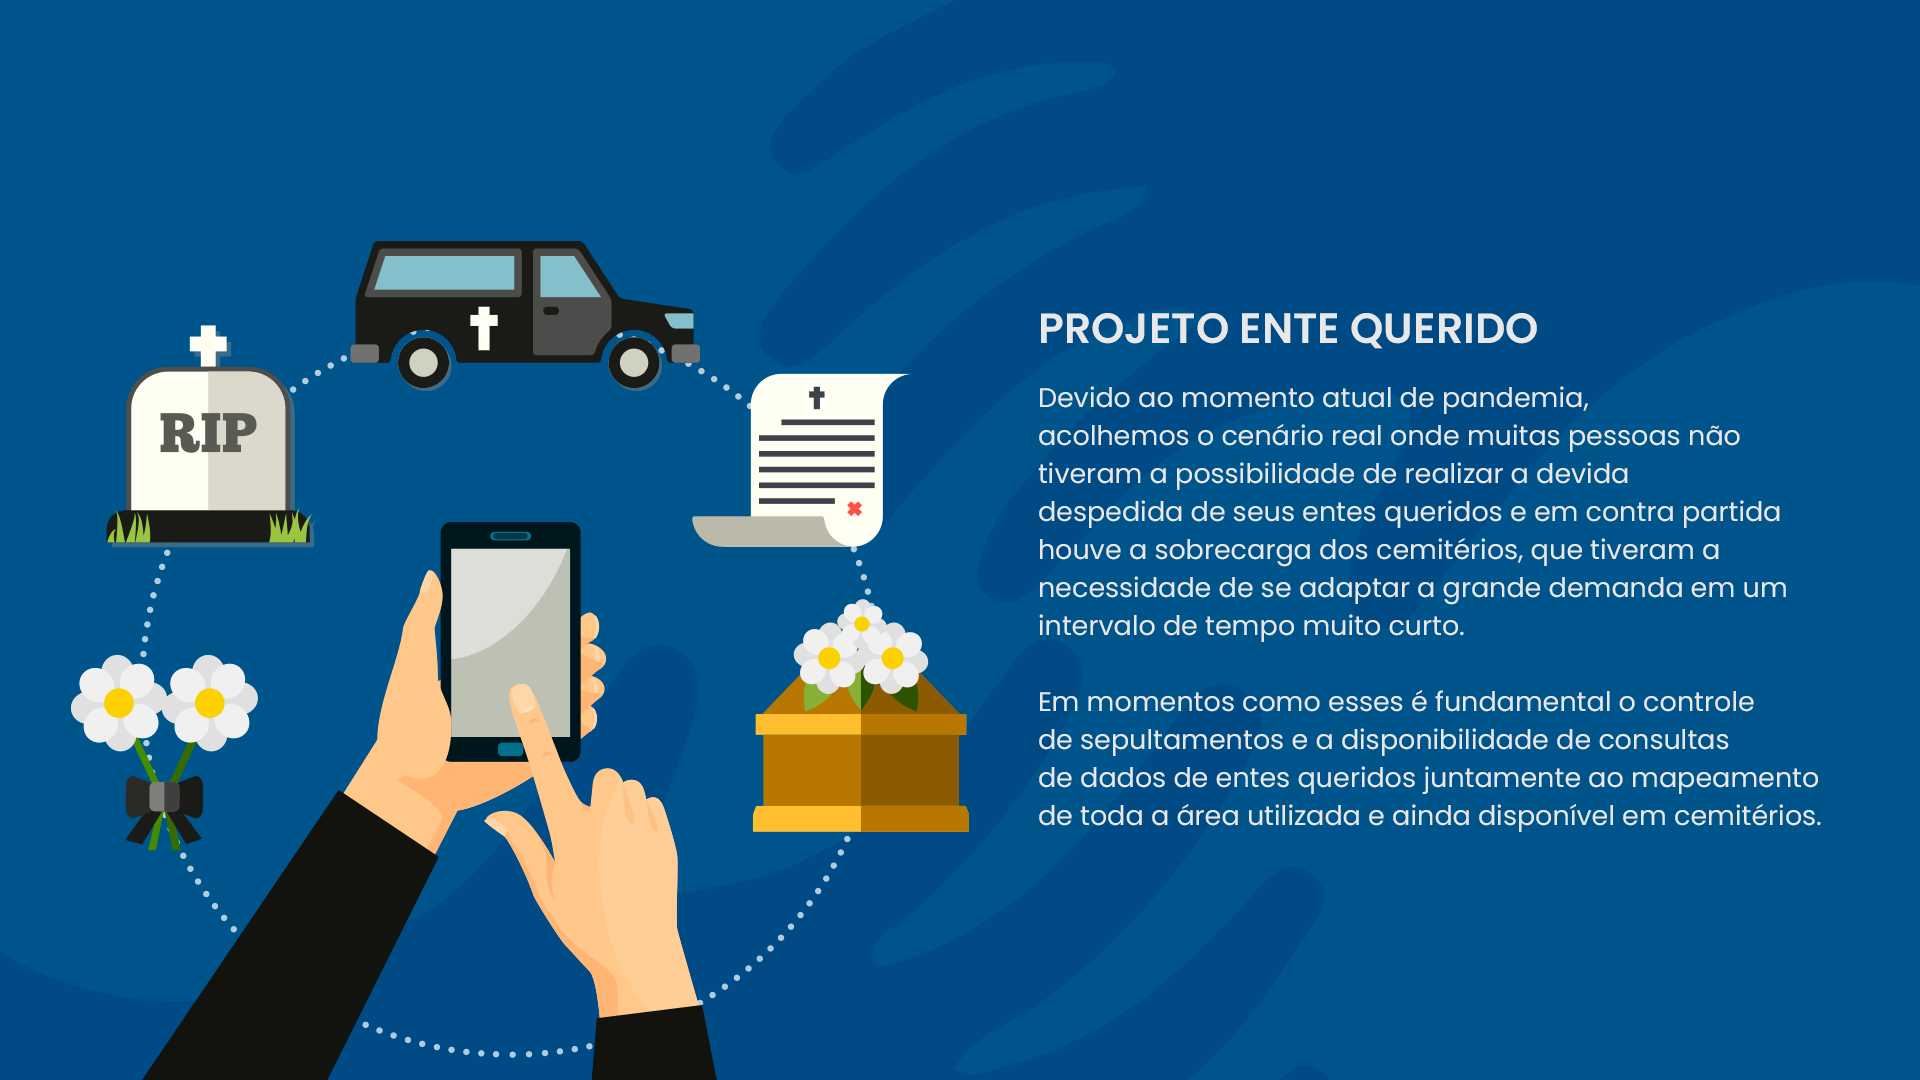 RIP
PROJETO ENTE QUERIDO
Devido ao momento atual de pandemia,
acolhemos o cenário real onde muitas pessoas não
tiveram a possibilidade de realizar a devida
despedida de seus entes queridos e em contra partida
houve a sobrecarga dos cemitérios, que tiveram a
necessidade de se adaptar a grande demanda em um
intervalo de tempo muito curto.
Em momentos como esses é fundamental o controle
de sepultamentos e a disponibilidade de consultas
de dados de entes queridos juntamente ao mapeamento
de toda a área utilizada e ainda disponível em cemitérios.